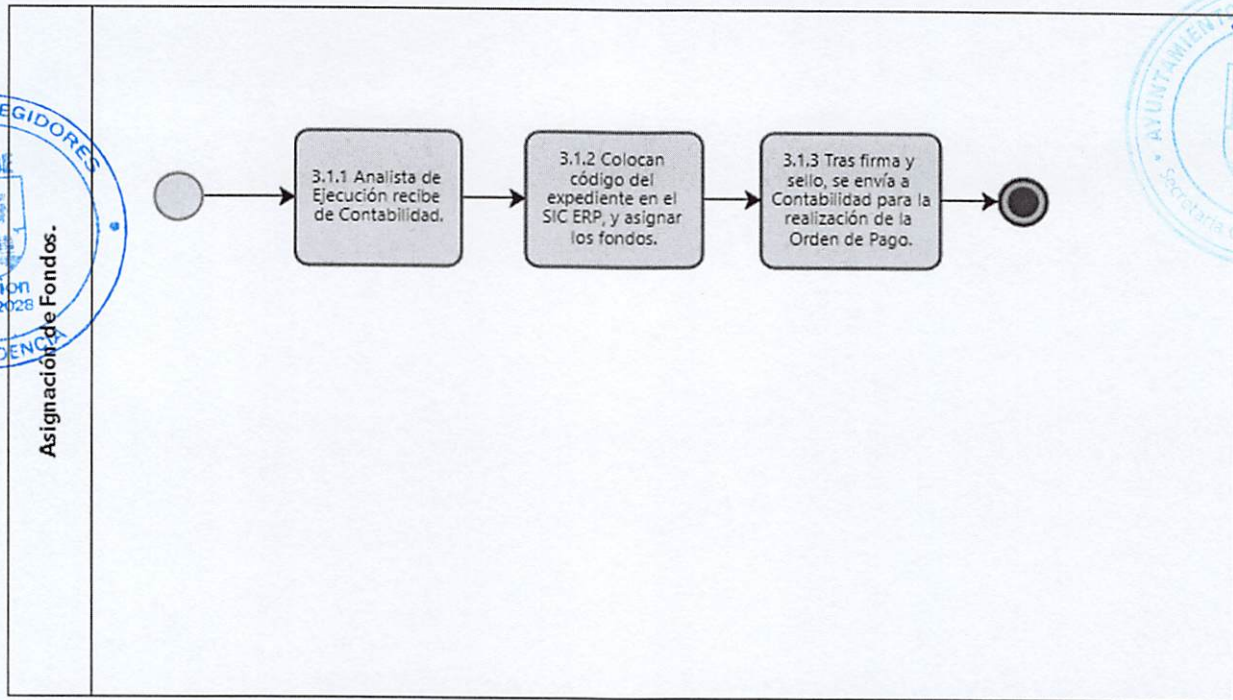 Asignación de Fondos.
3.1.1 Analista de
Ejecución recibe
de Contabilidad.
3.1.2 Colocan
código del
expediente en el
SIC ERP, y asignar
los fondos.
3.1.3 Tras firma y
sello, se envía a
Contabilidad para la
realización de la
Orden de Pago.
EGIDORES
2028
DENCIA
AYUNTAMIENTO
Secretaría